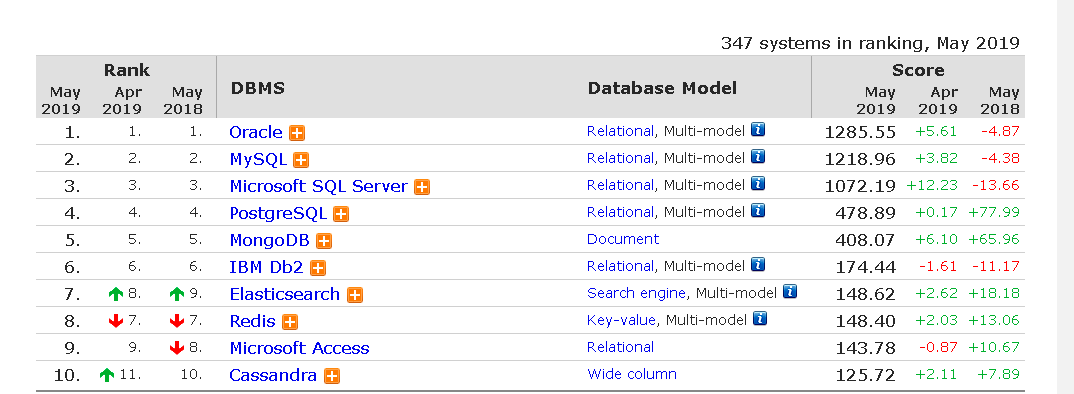 347 systems in ranking, May 2019
Rank DBMS Database Model Score
May 2019 Apr 2019 May 2018 May 2019 Apr 2019 May 2018
1. 1. 1. Oracle Relational, Multi-model i 1285.55 +5.61 -4.87
2. 2. 2. MySQL Relational, Multi-model i 1218.96 +3.82 -4.38
3. 3. 3. Microsoft SQL Server Relational, Multi-model i 1072.19 +12.23 -13.66
4. 4. 4. PostgreSQL Relational, Multi-model i 478.89 +0.17 +77.99
5. 5. 5. MongoDB Document 408.07 +6.10 +65.96
6. 6. 6. IBM Db2 Relational, Multi-model i 174.44 -1.61 -11.17
7. 8. 9. Elasticsearch Search engine, Multi-model i 148.62 +2.62 +18.18
8. 7. 7. Redis Key-value, Multi-model i 148.40 +2.03 +13.06
9. 9. 8. Microsoft Access Relational 143.78 -0.87 +10.67
10. 11. 10. Cassandra Wide column 125.72 +2.11 +7.89